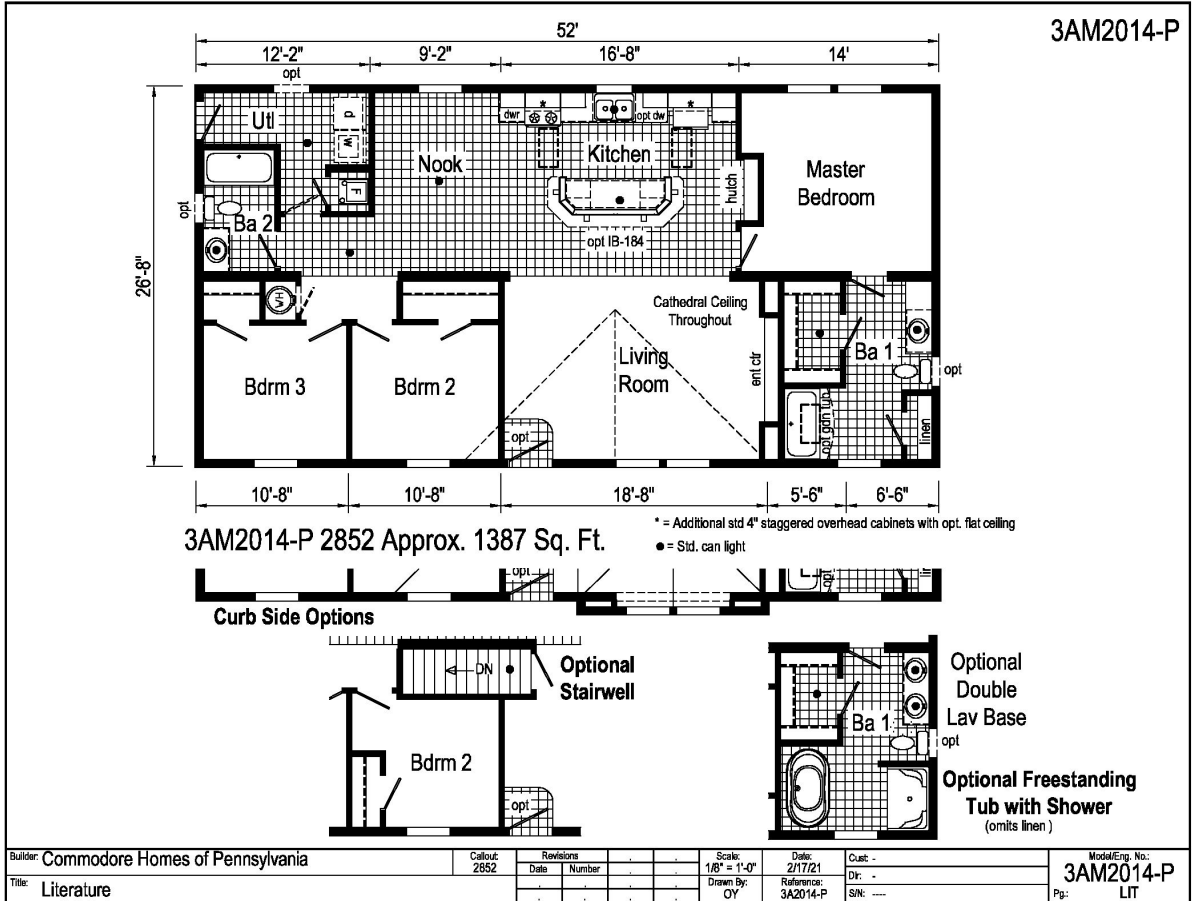 3AM2014-P
52'
12'-2"
9'-2"
16'-8"
14'
opt
26'-8"
Utl
d
W
dwr
*
opt dw
*
Nook
Kitchen
hutch
Master
Bedroom
F
opt
Ba 2
opt IB-184
HA
Cathedral Ceiling
Throughout
Living
Room
ent ctr
Ba 1
opt
Bdrm 3
Bdrm 2
opt
opt gdn tub
linen
10'-8"
10'-8"
18'-8"
5'-6"
6'-6"
* = Additional std 4" staggered overhead cabinets with opt. flat ceiling
3AM2014-P 2852 Approx. 1387 Sq. Ft.
● = Std. can light
opt
opt
Curb Side Options
DN
Optional
Stairwell
Bdrm 2
opt
Optional
Double
Lav Base
Ba 1
opt
Optional Freestanding
Tub with Shower
(omits linen )
Builder: Commodore Homes of Pennsylvania
Title: Literature
Callout:
2852
Revisions
Date Number
Scale:
1/8" = 1'-0"
Drawn By:
OY
Date:
2/17/21
Reference:
3A2014-P
Cust: -
Dir: -
S/N: ----
Model/Eng. No.:
3AM2014-P
Pg.: LIT